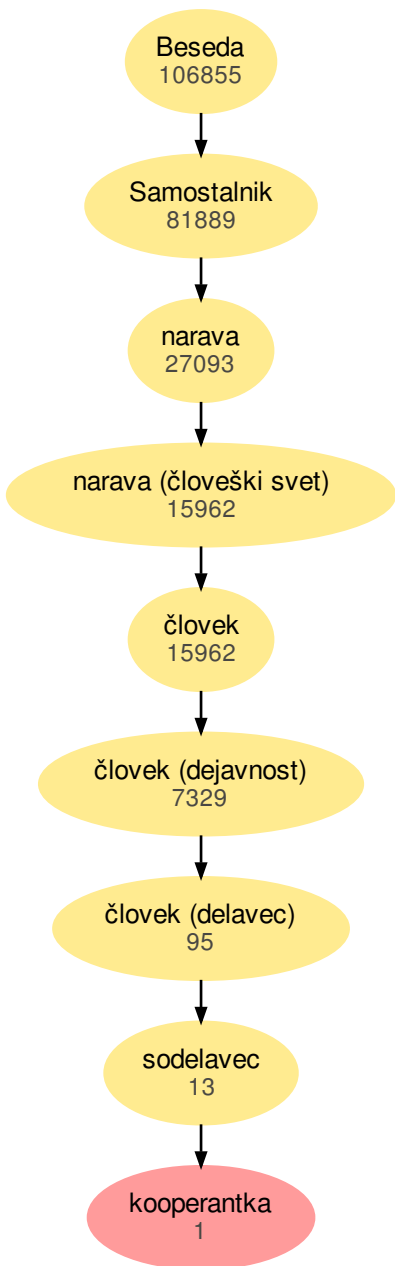 Beseda
106855
Samostalnik
81889
narava
27093
narava (človeški svet)
15962
človek
15962
človek (dejavnost)
7329
človek (delavec)
95
sodelavec
13
kooperantka
1